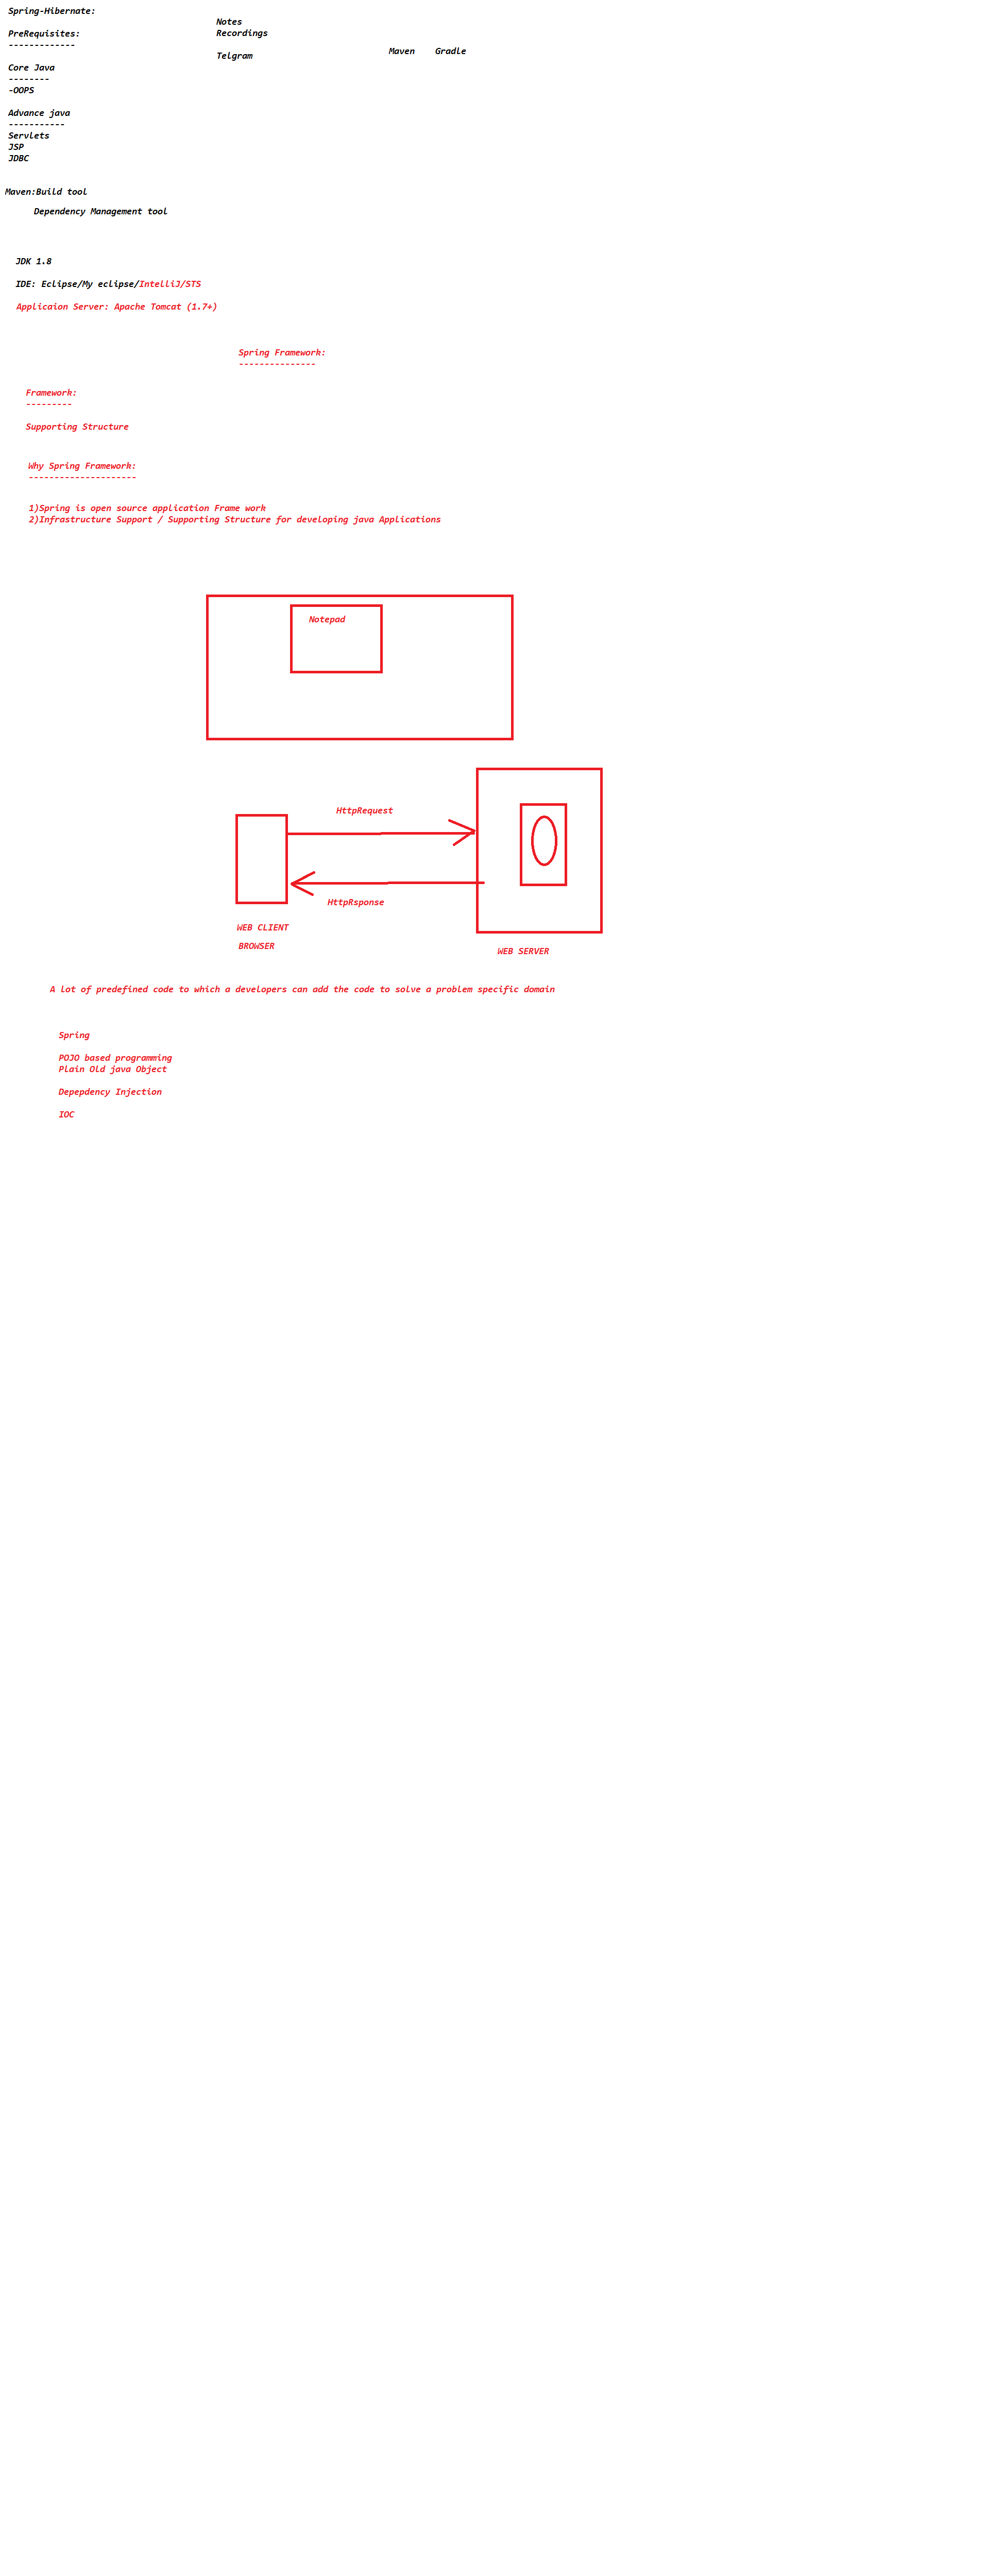 Spring-Hibernate:
Notes
PreRequisites:
Recordings
-------------
Maven    Gradle
Telgram
Core Java
--------
-OOPS
Advance java
-----------
Servlets
JSP
JDBC
Maven:Build tool
Dependency Management tool
JDK 1.8
IDE: Eclipse/My eclipse/IntelliJ/STS
Applicaion Server: Apache Tomcat (1.7+)
Spring Framework:
---------------
Framework:
---------
Supporting Structure
Why Spring Framework:
---------------------
1)Spring is open source application Frame work
2)Infrastructure Support / Supporting Structure for developing java Applications
Notepad
HttpRequest
HttpRsponse
WEB CLIENT
BROWSER
WEB SERVER
A lot of predefined code to which a developers can add the code to solve a problem specific domain
Spring
POJO based programming
Plain Old java Object
Depepdency Injection
IOC